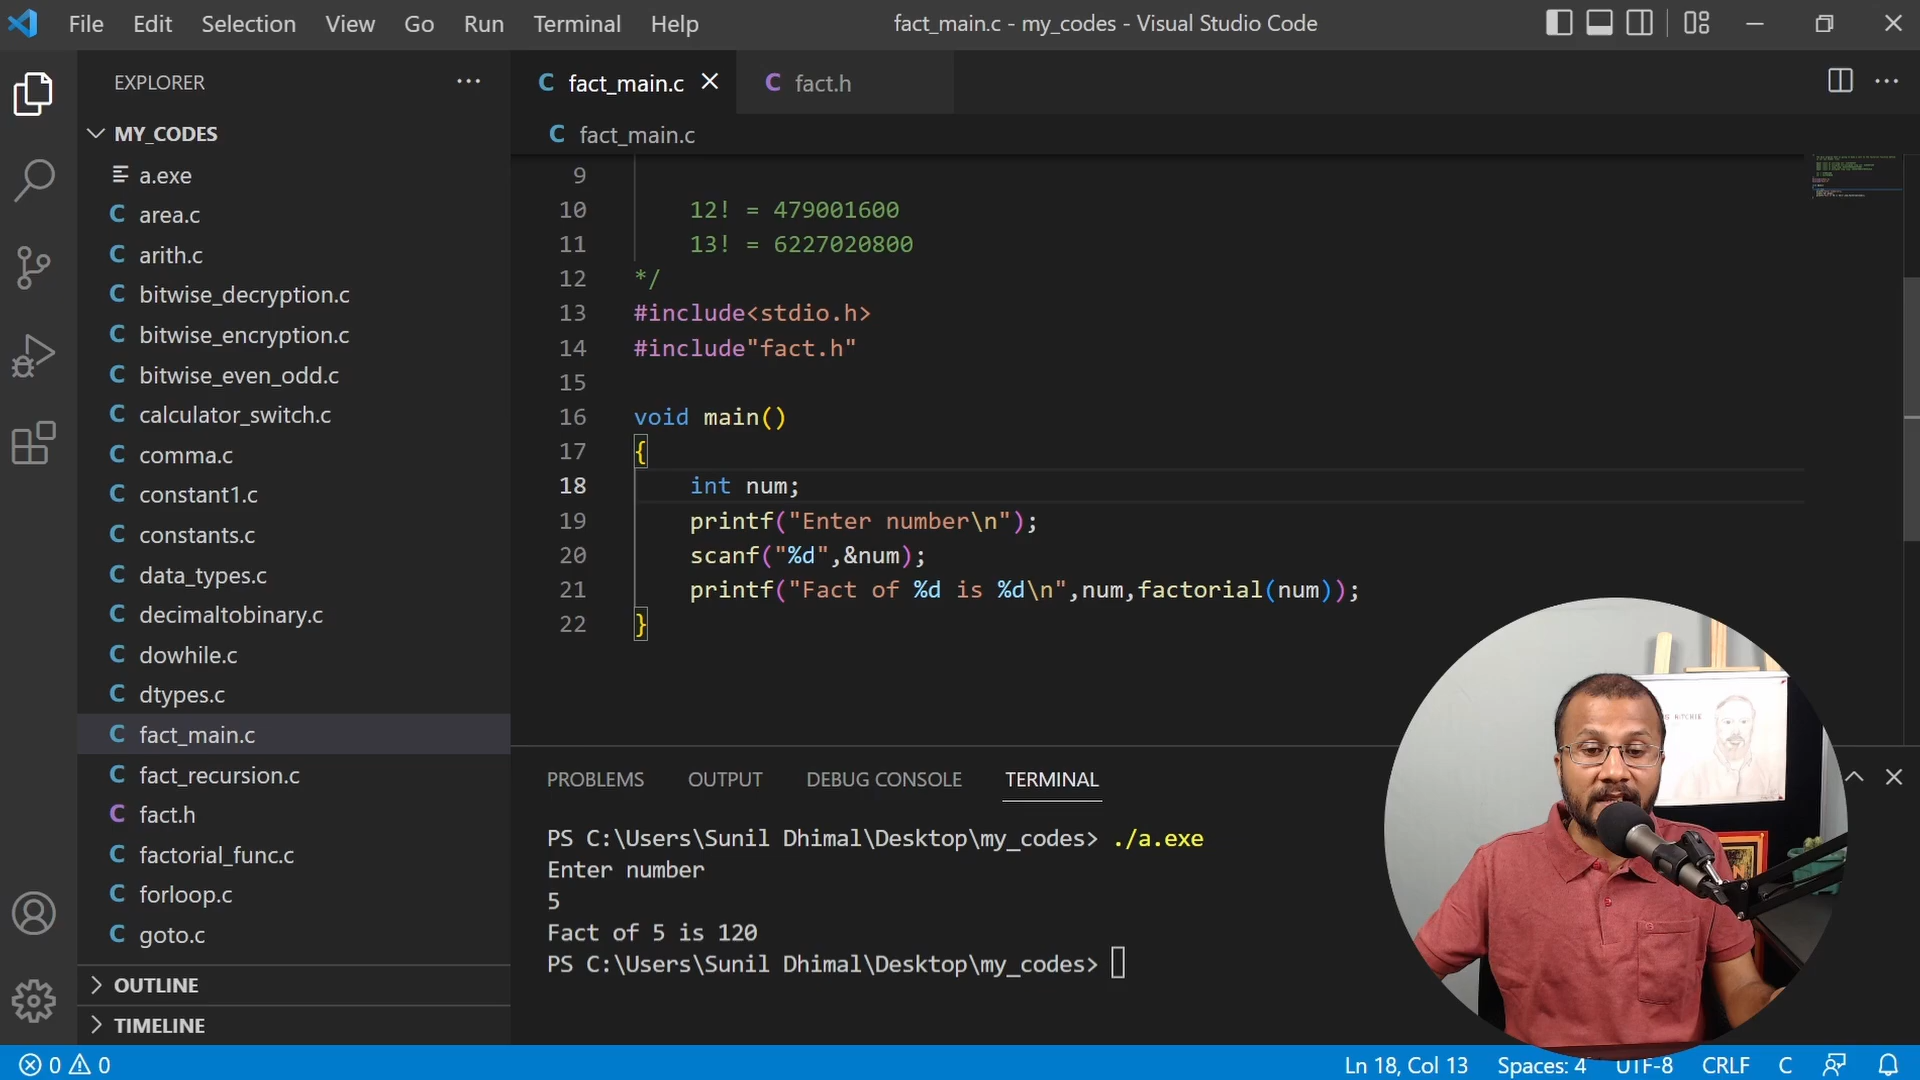 File Edit Selection View Go Run Terminal Help fact_main.c - my_codes - Visual Studio Code
EXPLORER
MY_CODES
a.exe
C area.c
C arith.c
C bitwise_decryption.c
C bitwise_encryption.c
C bitwise_even_odd.c
C calculator_switch.c
C comma.c
C constant1.c
C constants.c
C data_types.c
C decimaltobinary.c
C dowhile.c
C dtypes.c
C fact_main.c
C fact_recursion.c
C fact.h
C factorial_func.c
C forloop.c
C goto.c
OUTLINE
TIMELINE
C fact_main.c C fact.h
C fact_main.c
9
10 12! = 479001600
11 13! = 6227020800
12 */
13 #include<stdio.h>
14 #include"fact.h"
15
16 void main()
17 {
18 int num;
19 printf("Enter number\n");
20 scanf("%d",&num);
21 printf("Fact of %d is %d\n",num,factorial(num));
22 }
PROBLEMS OUTPUT DEBUG CONSOLE TERMINAL
PS C:\Users\Sunil Dhimal\Desktop\my_codes> ./a.exe
Enter number
5
Fact of 5 is 120
PS C:\Users\Sunil Dhimal\Desktop\my_codes>
RITCHIE
0 0 Ln 18, Col 13 Spaces: 4 UTF-8 CRLF C